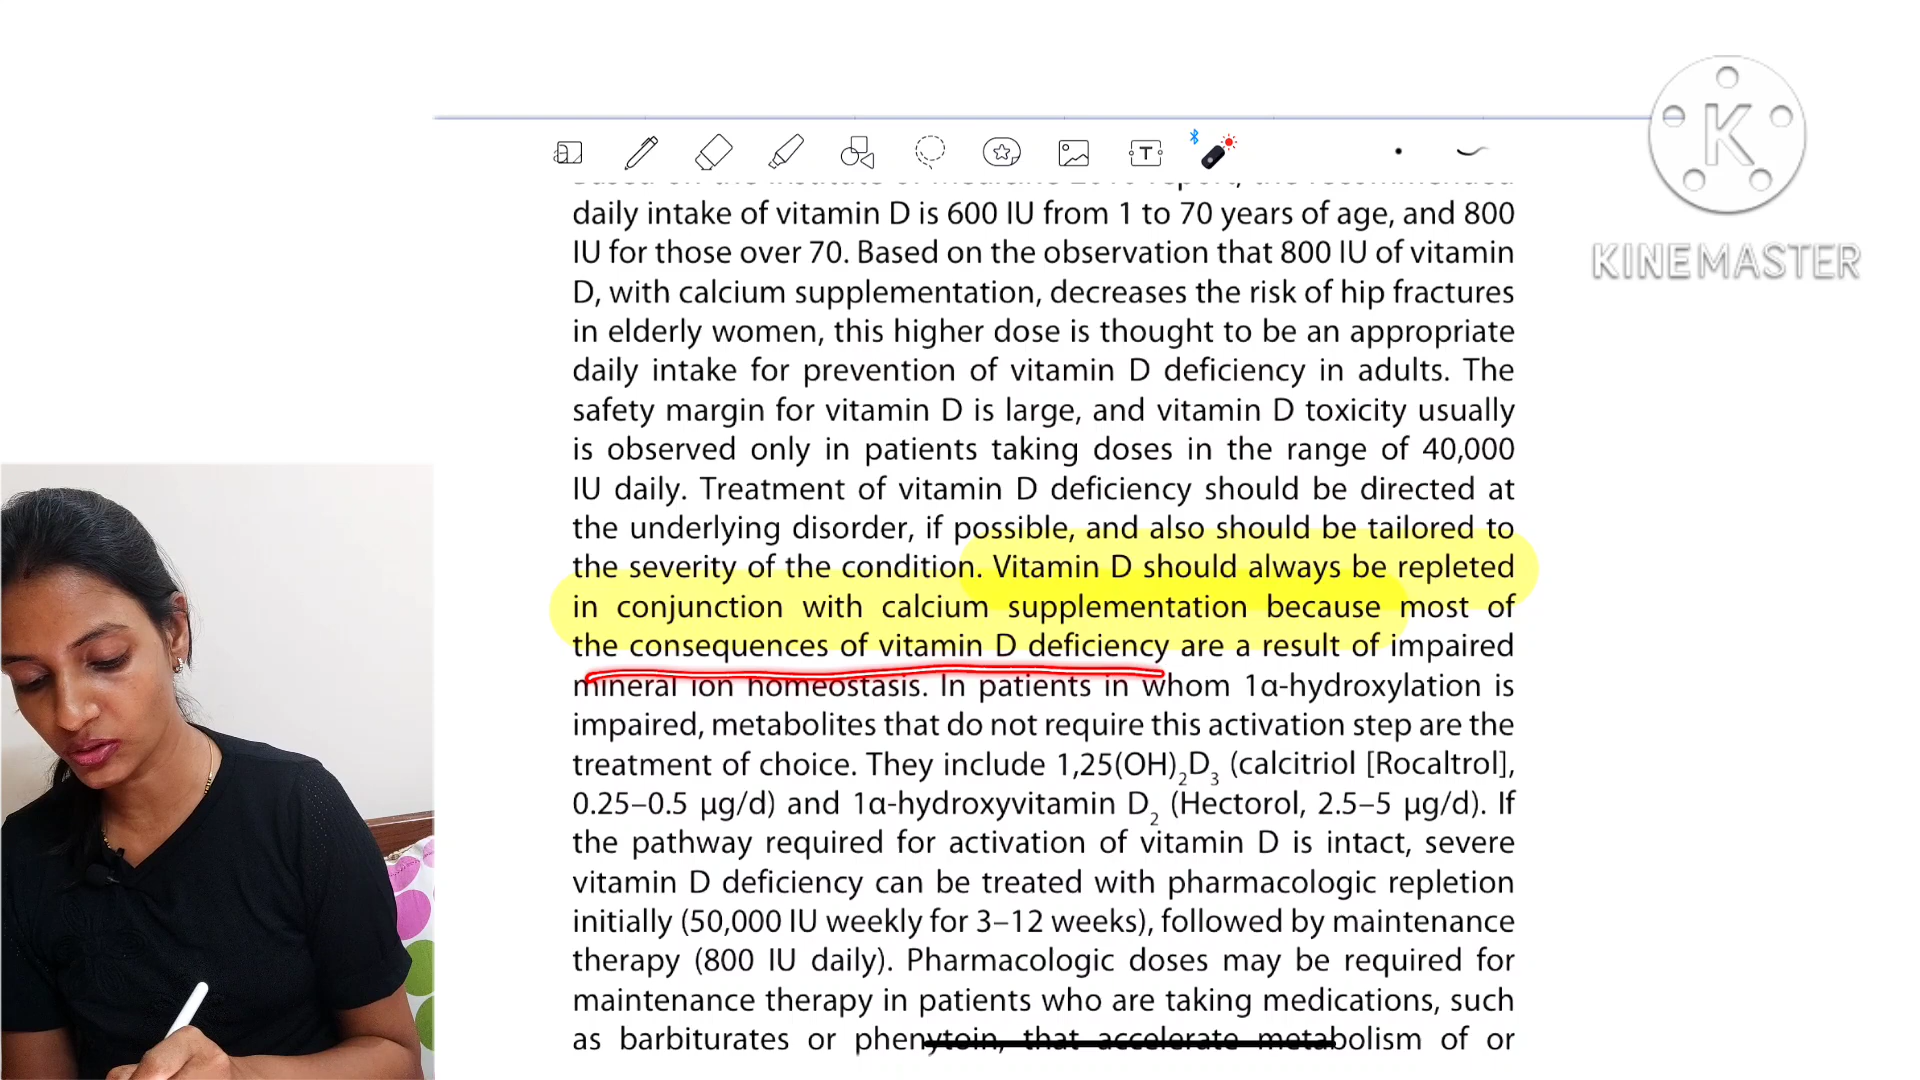 Based on the Institute of Medicine 2010 report, the recommended
KINEMASTER
daily intake of vitamin D is 600 IU from 1 to 70 years of age, and 800
IU for those over 70. Based on the observation that 800 IU of vitamin
D, with calcium supplementation, decreases the risk of hip fractures
in elderly women, this higher dose is thought to be an appropriate
daily intake for prevention of vitamin D deficiency in adults. The
safety margin for vitamin D is large, and vitamin D toxicity usually
is observed only in patients taking doses in the range of 40,000
IU daily. Treatment of vitamin D deficiency should be directed at
the underlying disorder, if possible, and also should be tailored to
the severity of the condition. Vitamin D should always be repleted
in conjunction with calcium supplementation because most of
the consequences of vitamin D deficiency are a result of impaired
mineral ion homeostasis. In patients in whom 1α-hydroxylation is
impaired, metabolites that do not require this activation step are the
treatment of choice. They include 1,25(OH)₂D₃ (calcitriol [Rocaltrol],
0.25–0.5 μg/d) and 1α-hydroxyvitamin D₂ (Hectorol, 2.5–5 μg/d). If
the pathway required for activation of vitamin D is intact, severe
vitamin D deficiency can be treated with pharmacologic repletion
initially (50,000 IU weekly for 3–12 weeks), followed by maintenance
therapy (800 IU daily). Pharmacologic doses may be required for
maintenance therapy in patients who are taking medications, such
as barbiturates or phenytoin, that accelerate metabolism of or